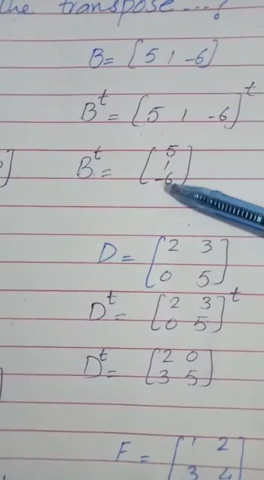 the transpose...!
B = [5 1 -6]
Bᵗ = [5 1 -6]ᵗ
Bᵗ = [5
1
-6]
D = [2 3
0 5]
Dᵗ = [2 3
0 5]ᵗ
Dᵗ = [2 0
3 5]
F = [1 2
3 4]